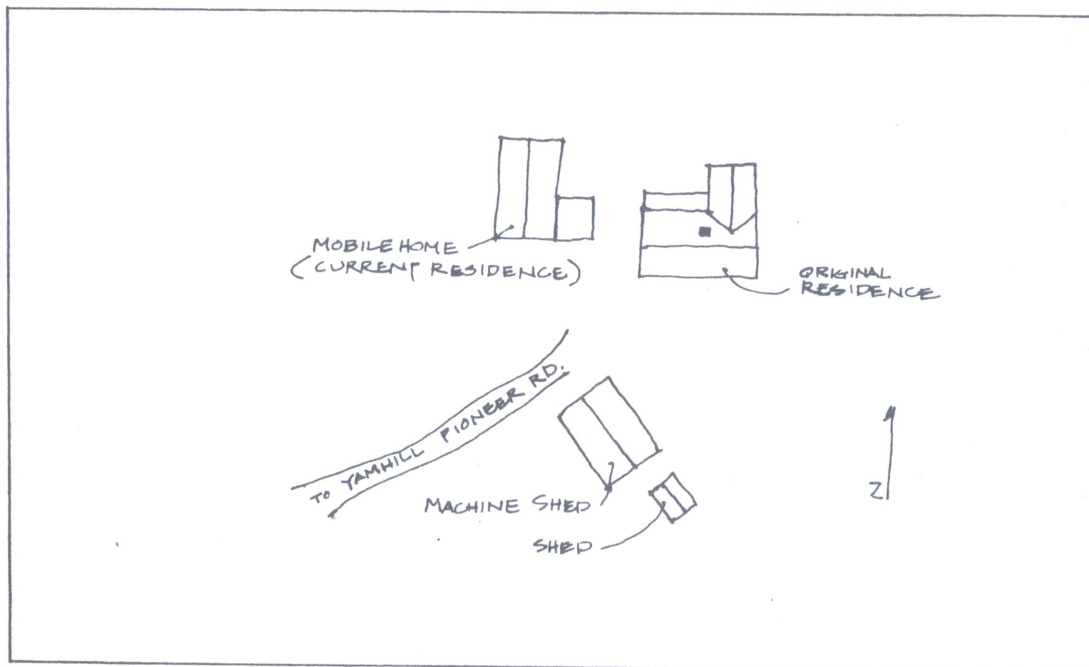 MOBILE HOME
(CURRENT RESIDENCE)
ORIGINAL
RESIDENCE
TO YAMHILL PIONEER RD.
MACHINE SHED
SHED
N